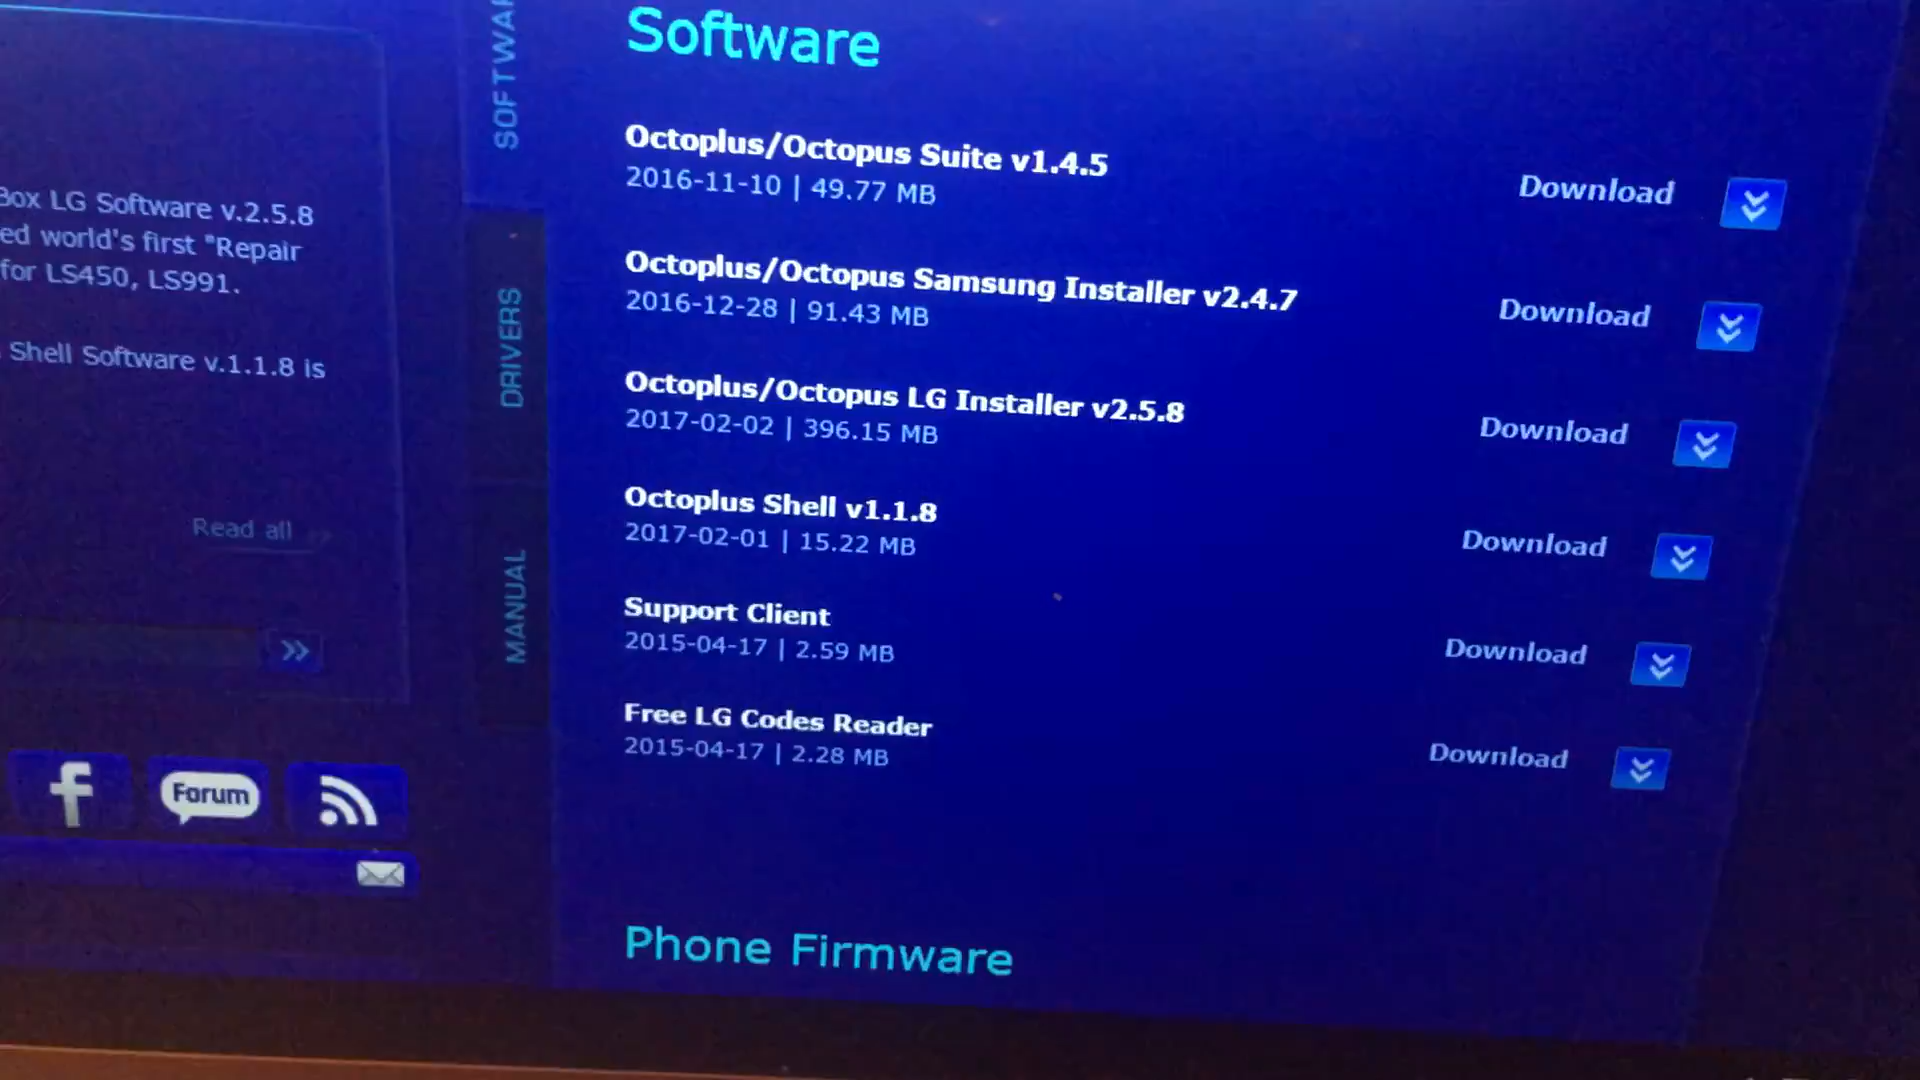 Box LG Software v.2.5.8
ed world's first "Repair
for LS450, LS991.
Shell Software v.1.1.8 is
Read all
Forum
DRIVERS
MANUAL
Software
Octoplus/Octopus Suite v1.4.5
2016-11-10 | 49.77 MB
Download
Octoplus/Octopus Samsung Installer v2.4.7
2016-12-28 | 91.43 MB
Download
Octoplus/Octopus LG Installer v2.5.8
2017-02-02 | 396.15 MB
Download
Octoplus Shell v1.1.8
2017-02-01 | 15.22 MB
Download
Support Client
2015-04-17 | 2.59 MB
Download
Free LG Codes Reader
2015-04-17 | 2.28 MB
Download
Phone Firmware